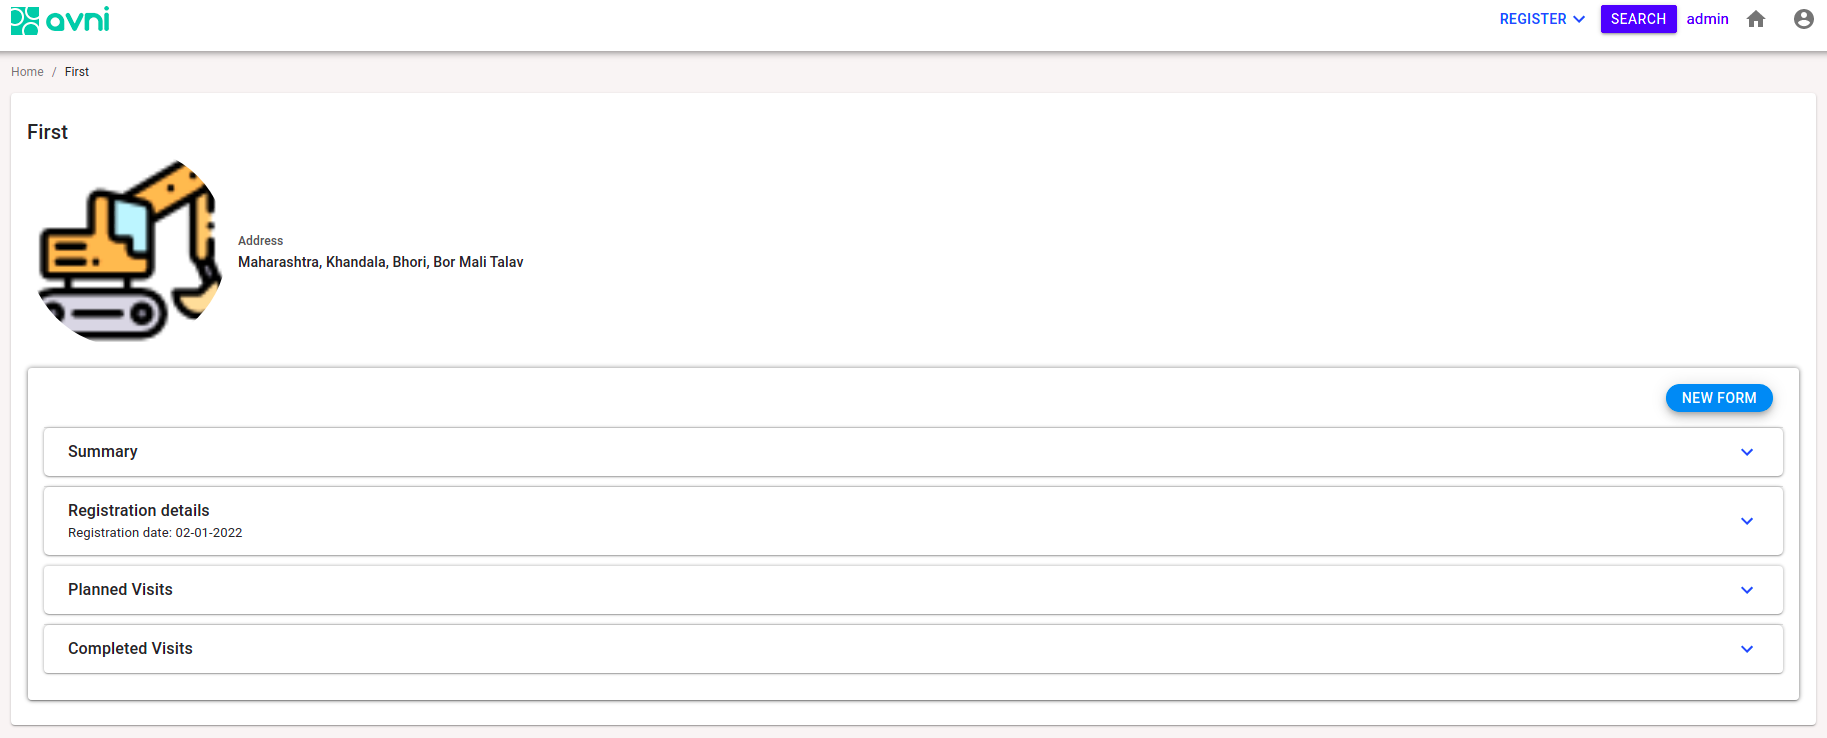 avni
REGISTER SEARCH admin
Home / First
First
Address
Maharashtra, Khandala, Bhori, Bor Mali Talav
NEW FORM
Summary
Registration details
Registration date: 02-01-2022
Planned Visits
Completed Visits